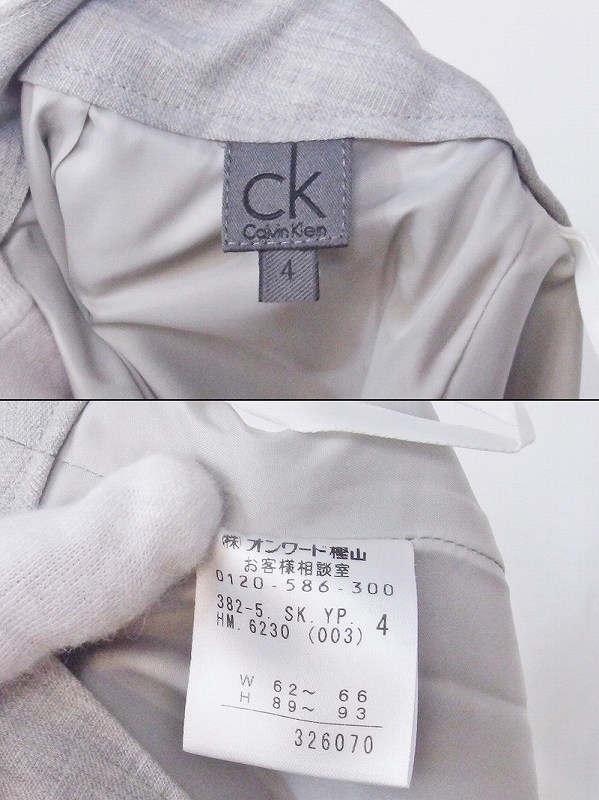 ck
Calvin Klein
4
(株)オンワード樫山
お客様相談室
0120-586-300
382-5. SK. YP. 4
HM. 6230 (003)
W 62～ 66
H 89～ 93
326070